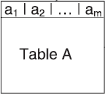 a₁ | a₂ | ... | aₘ
Table A